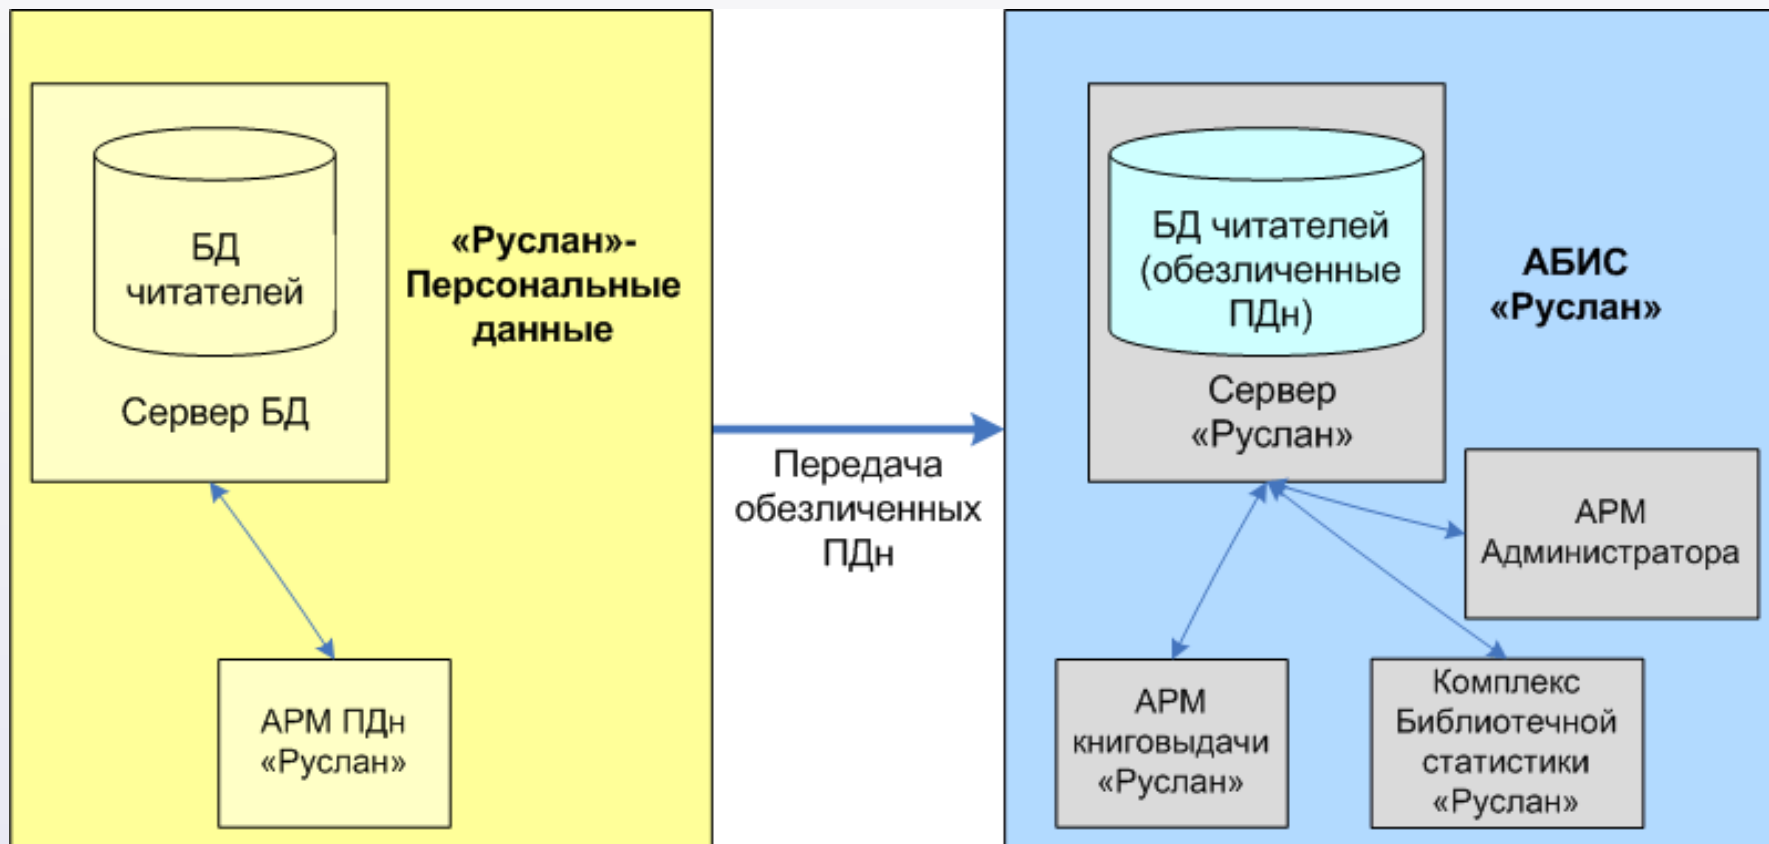 БД
читателей
Сервер БД
«Руслан»-
Персональные
данные
АРМ ПДн
«Руслан»
Передача
обезличенных
ПДн
БД читателей
(обезличенные
ПДн)
Сервер
«Руслан»
АБИС
«Руслан»
АРМ
Администратора
АРМ
книговыдачи
«Руслан»
Комплекс
Библиотечной
статистики
«Руслан»